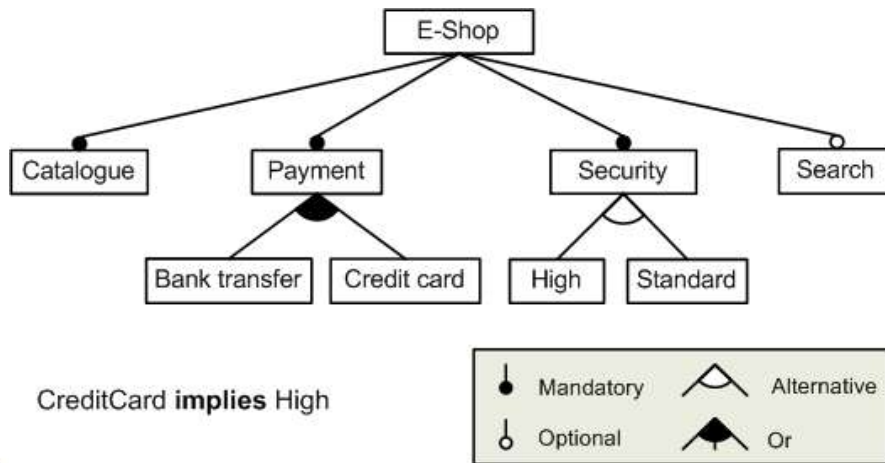 E-Shop
Catalogue
Payment
Security
Search
Bank transfer
Credit card
High
Standard
CreditCard implies High
Mandatory
Alternative
Optional
Or